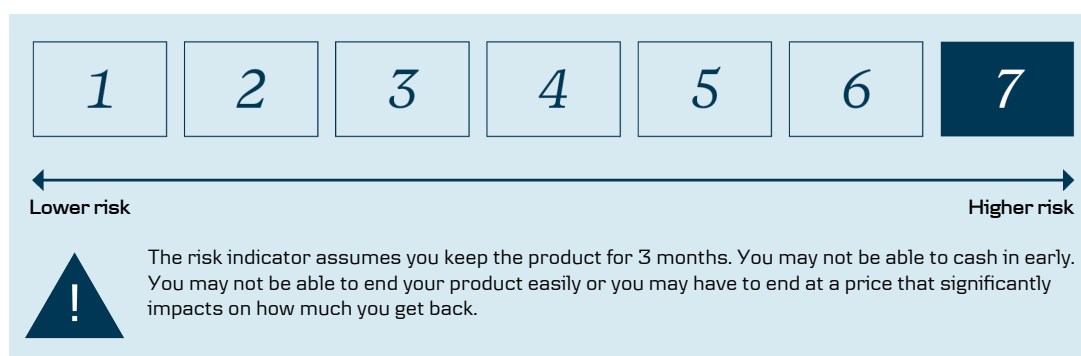 1 2 3 4 5 6 7
Lower risk Higher risk
The risk indicator assumes you keep the product for 3 months. You may not be able to cash in early.
You may not be able to end your product easily or you may have to end at a price that significantly
impacts on how much you get back.
!